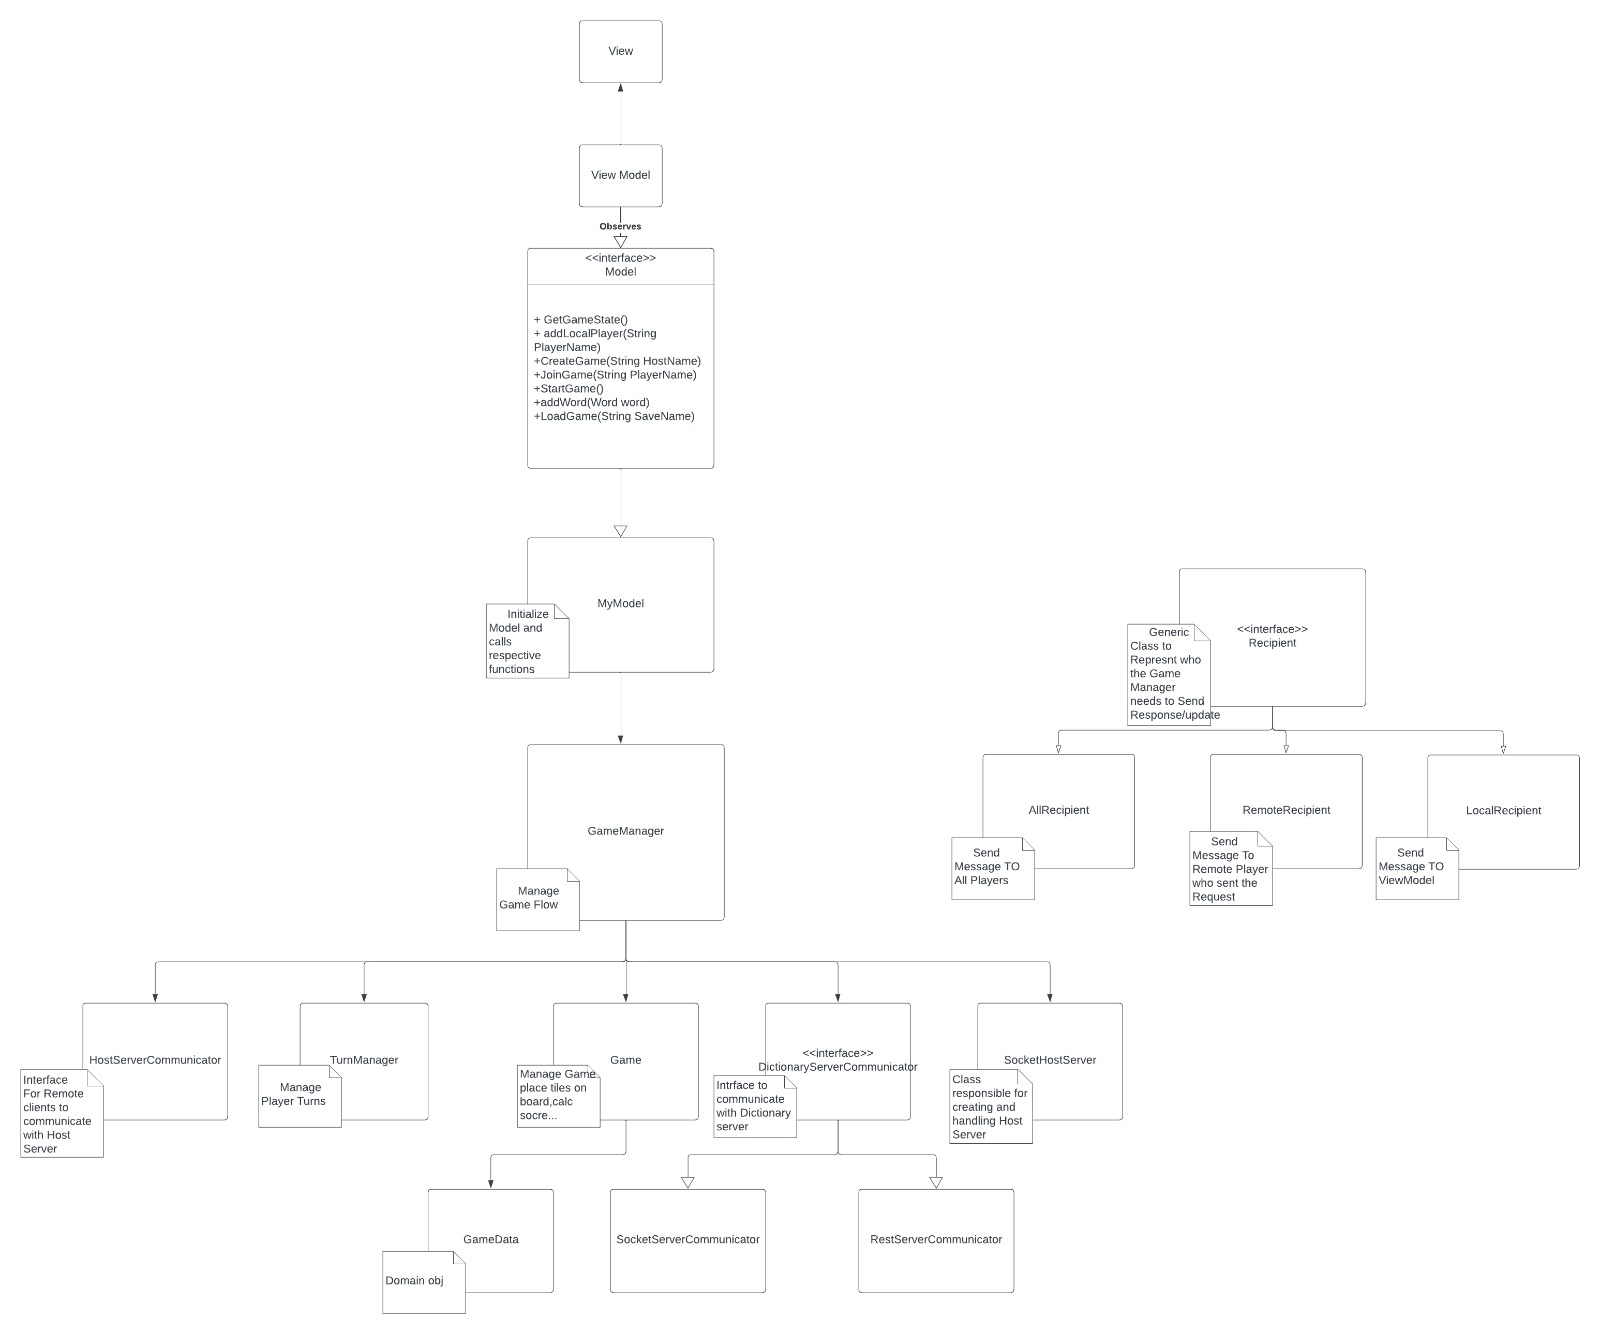 View
View Model
Observes
<<interface>>
Model
+ GetGameState()
+ addLocalPlayer(String
PlayerName)
+CreateGame(String HostName)
+JoinGame(String PlayerName)
+StartGame()
+addWord(Word word)
+LoadGame(String SaveName)
MyModel
Initialize
Model and
calls
respective
functions
<<interface>>
Recipient
Generic
Class to
Represnt who
the Game
Manager
needs to Send
Response/update
AllRecipient
Send
Message TO
All Players
RemoteRecipient
Send
Message To
Remote Player
who sent the
Request
LocalRecipient
Send
Message TO
ViewModel
GameManager
Manage
Game Flow
HostServerCommunicator
Interface
For Remote
clients to
communicate
with Host
Server
TurnManager
Manage
Player Turns
Game
Manage Game
place tiles on
board,calc
socre...
<<interface>>
DictionaryServerCommunicator
Intrface to
communicate
with Dictionary
server
SocketHostServer
Class
responsible for
creating and
handling Host
Server
GameData
Domain obj
SocketServerCommunicator
RestServerCommunicator